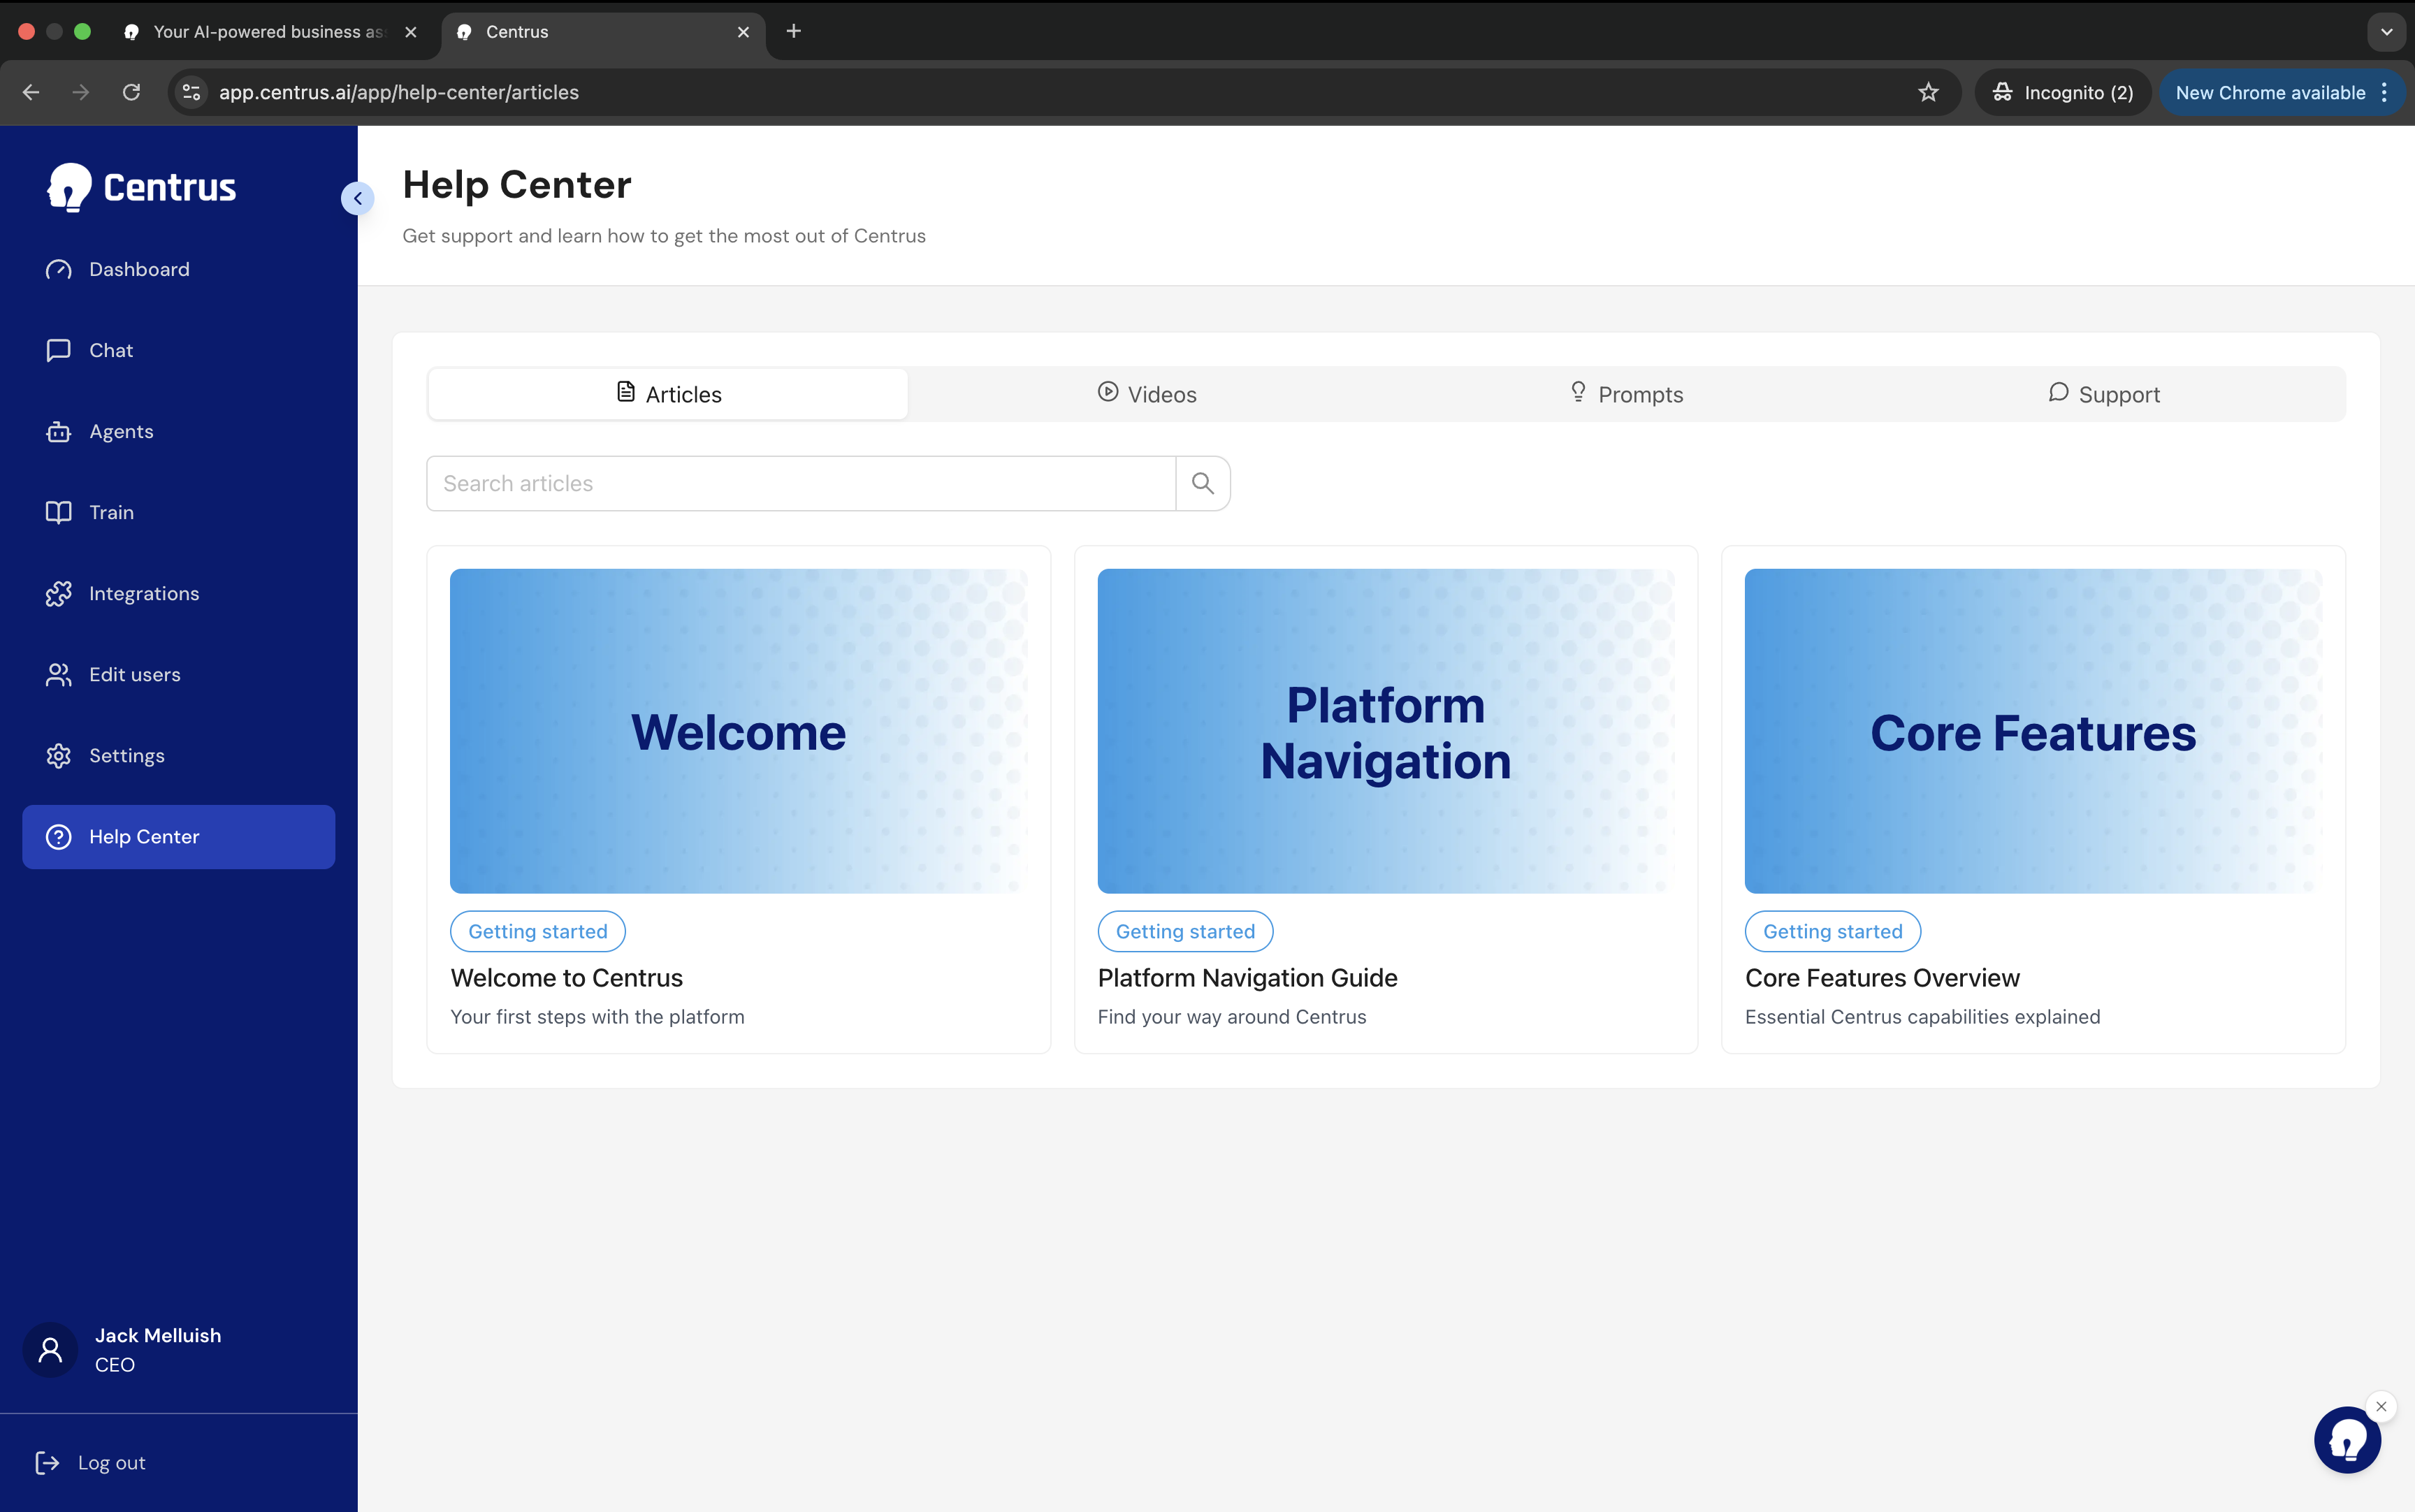 Your AI-powered business as
Centrus
app.centrus.ai/app/help-center/articles
Incognito (2)
New Chrome available
Centrus
Dashboard
Chat
Agents
Train
Integrations
Edit users
Settings
Help Center
Jack Melluish
CEO
Log out
Help Center
Get support and learn how to get the most out of Centrus
Articles
Videos
Prompts
Support
Search articles
Welcome
Getting started
Welcome to Centrus
Your first steps with the platform
Platform
Navigation
Getting started
Platform Navigation Guide
Find your way around Centrus
Core Features
Getting started
Core Features Overview
Essential Centrus capabilities explained